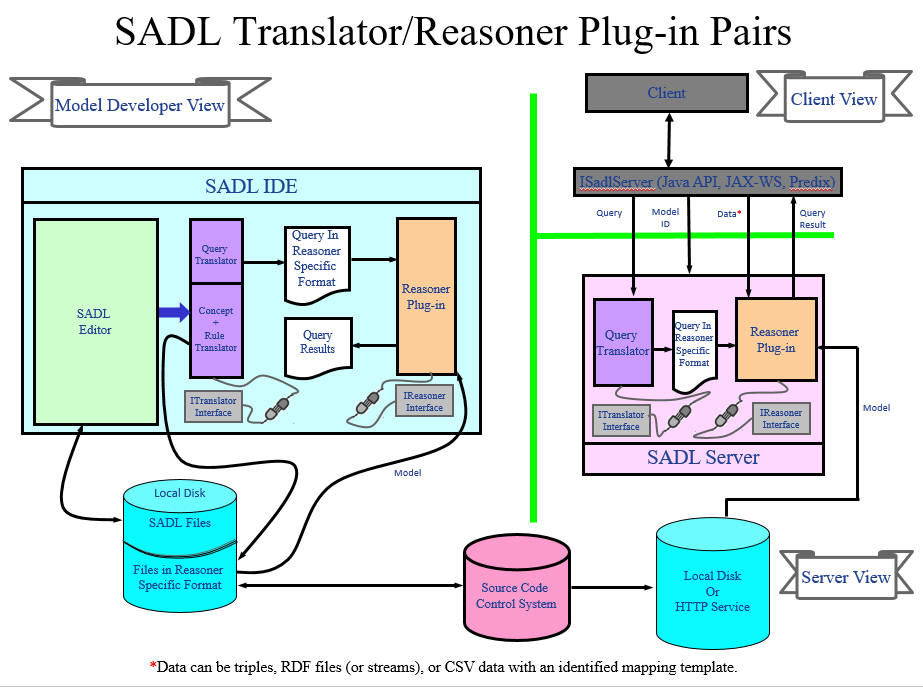 SADL Translator/Reasoner Plug-in Pairs
Model Developer View
Client
Client View
SADL IDE
ISadlServer (Java API, JAX-WS, Predix)
Query
Model
ID
Data*
Query
Result
SADL
Editor
Query
Translator
Concept
+
Rule
Translator
Query In
Reasoner
Specific
Format
Query
Results
Reasoner
Plug-in
ITranslator
Interface
IReasoner
Interface
Query
Translator
Query In
Reasoner
Specific
Format
Reasoner
Plug-in
ITranslator
Interface
IReasoner
Interface
SADL Server
Model
Model
Local Disk
SADL Files
Files in Reasoner
Specific Format
Source Code
Control System
Local Disk
Or
HTTP Service
Server View
*Data can be triples, RDF files (or streams), or CSV data with an identified mapping template.